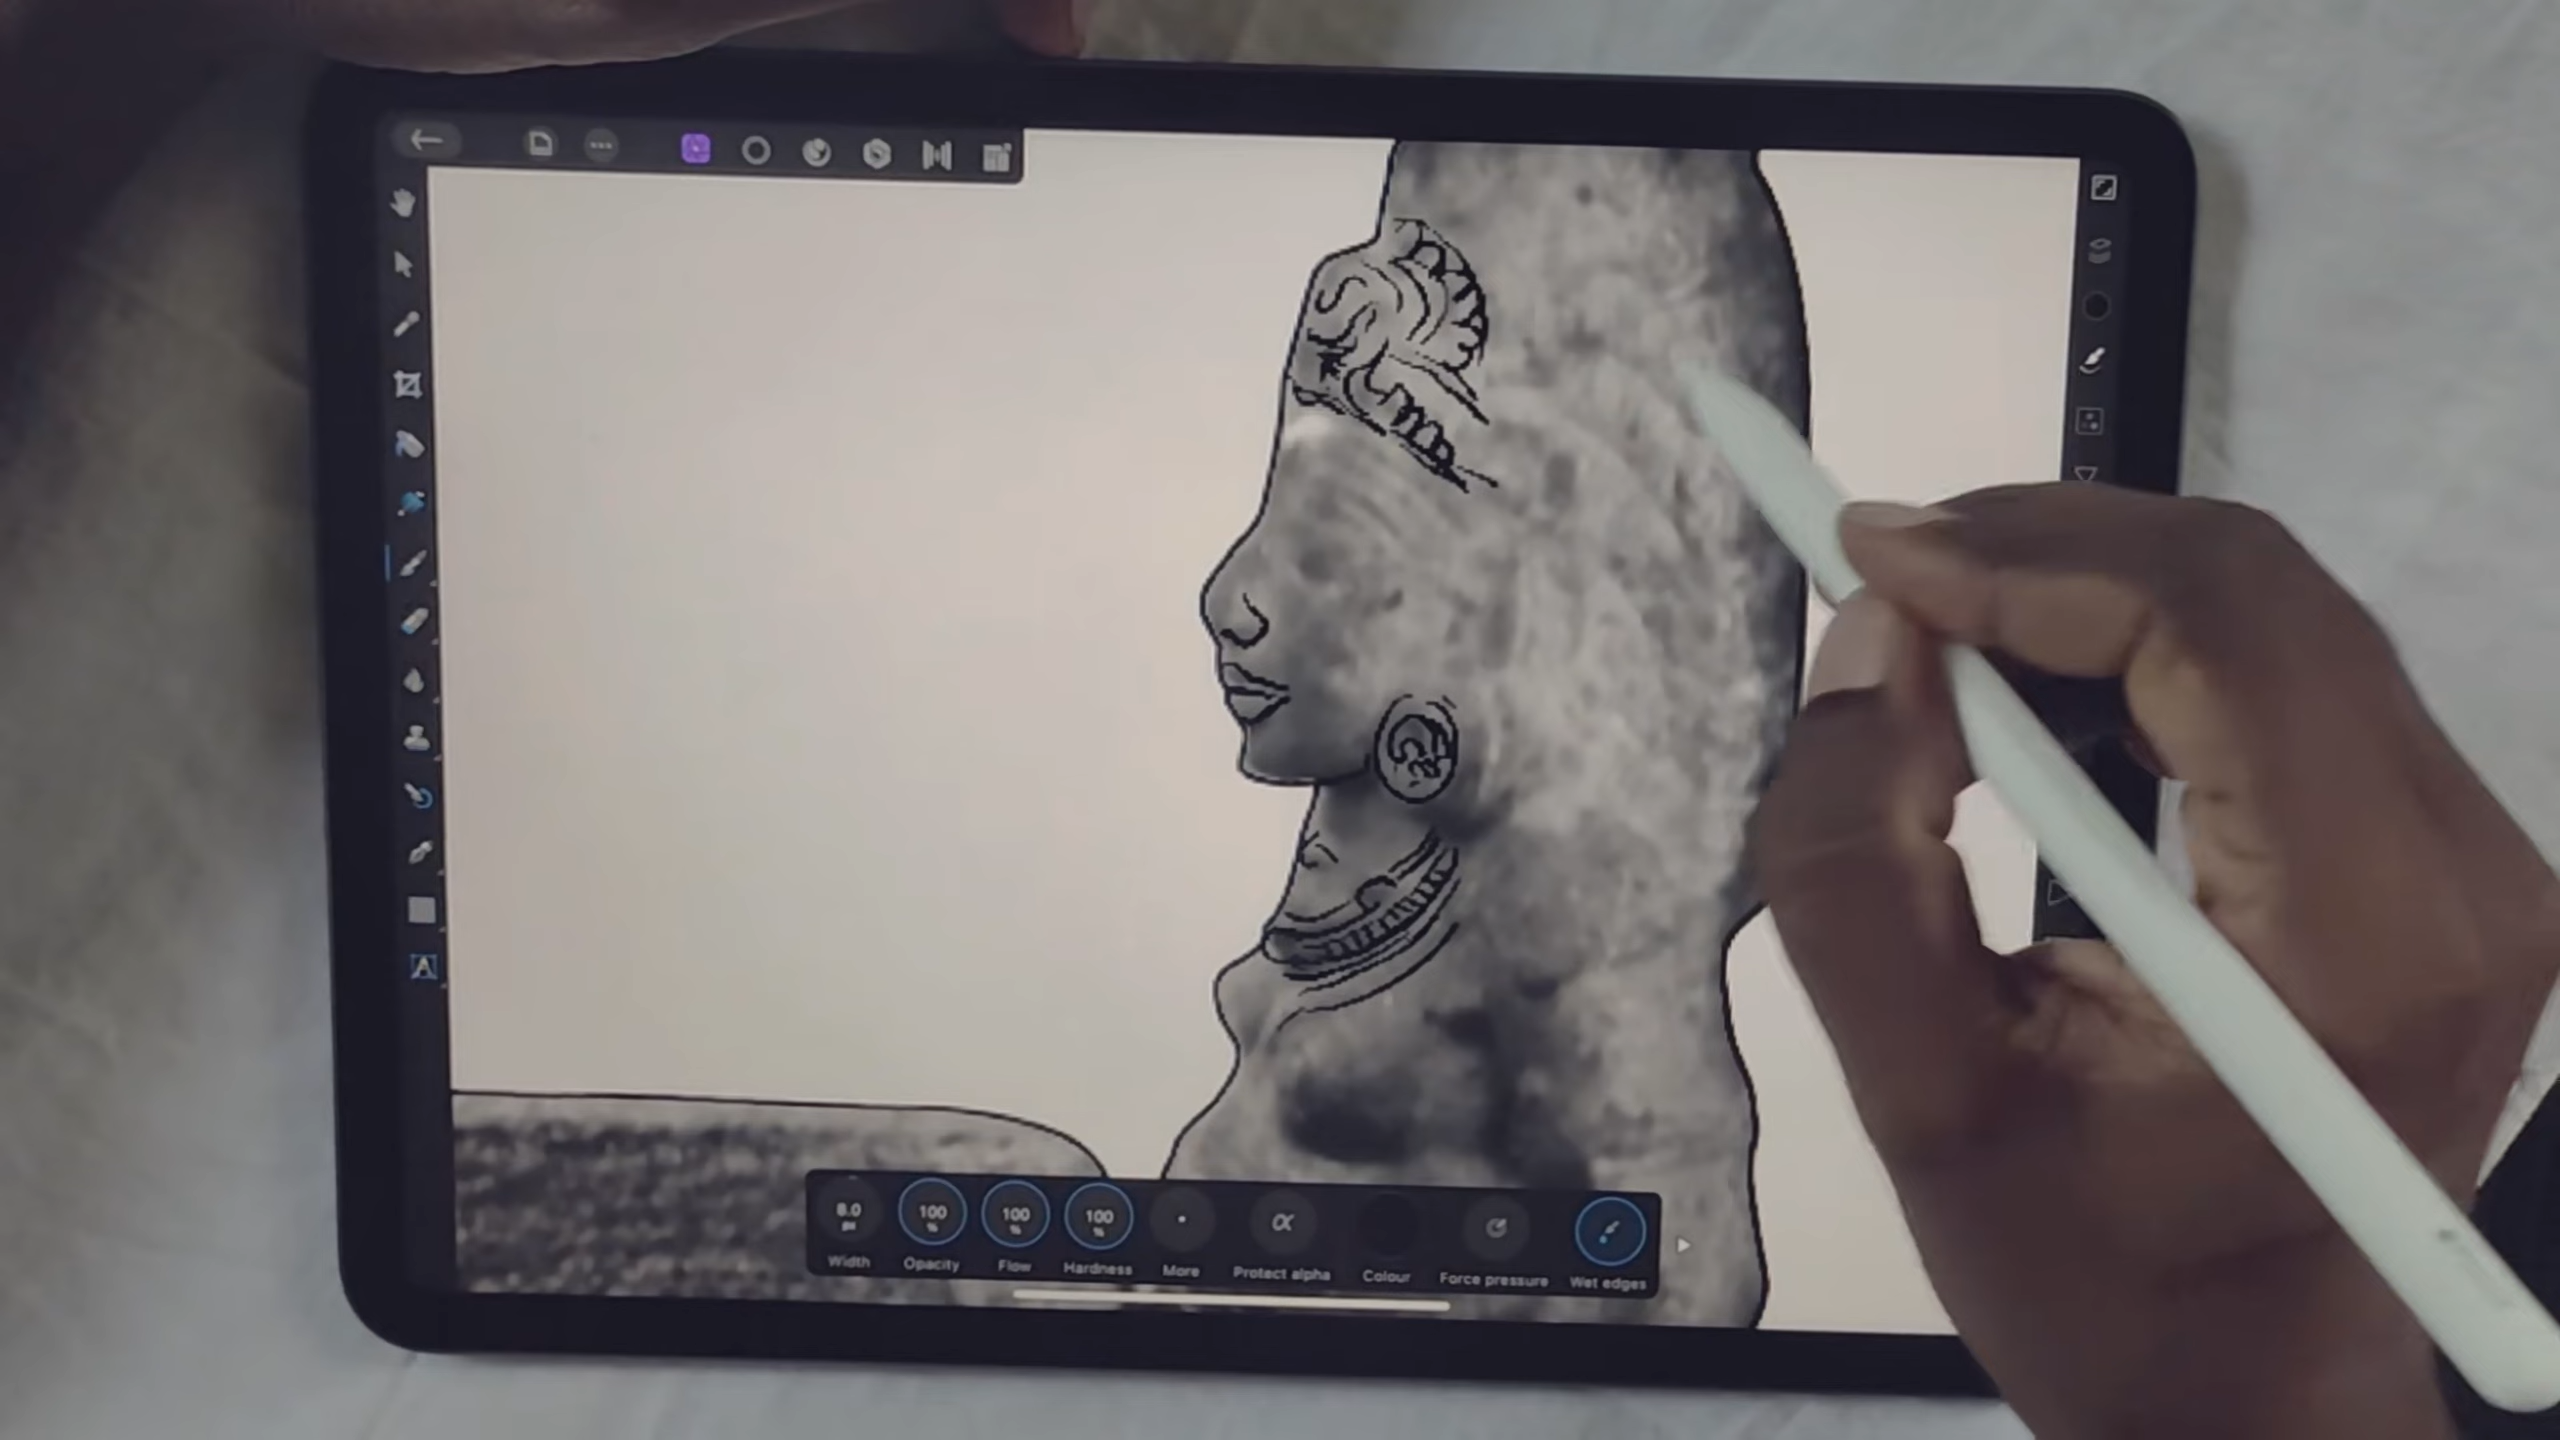 A
8.0
px
Width
100
%
Opacity
100
%
Flow
100
%
Hardness
More
α
Protect alpha
Colour
Force pressure
Wet edges